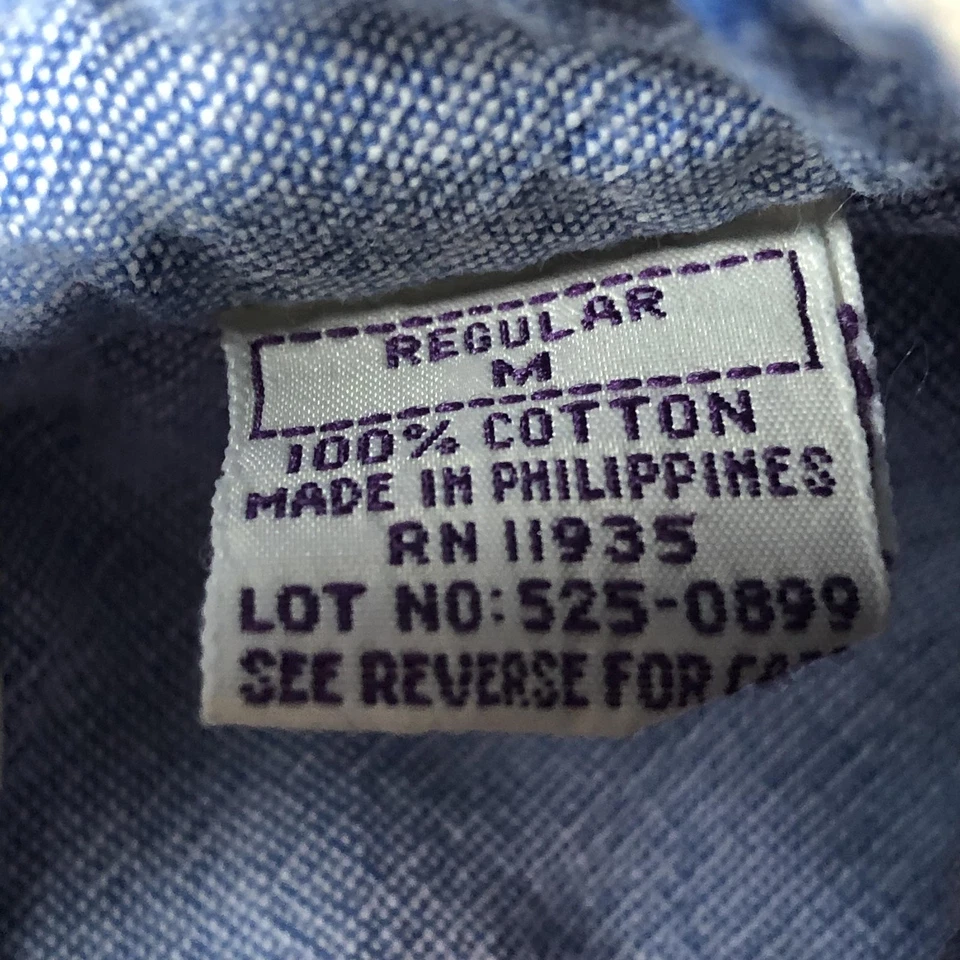 REGULAR
M
100% COTTON
MADE IN PHILIPPINES
RN 11935
LOT NO:525-0899
SEE REVERSE FOR